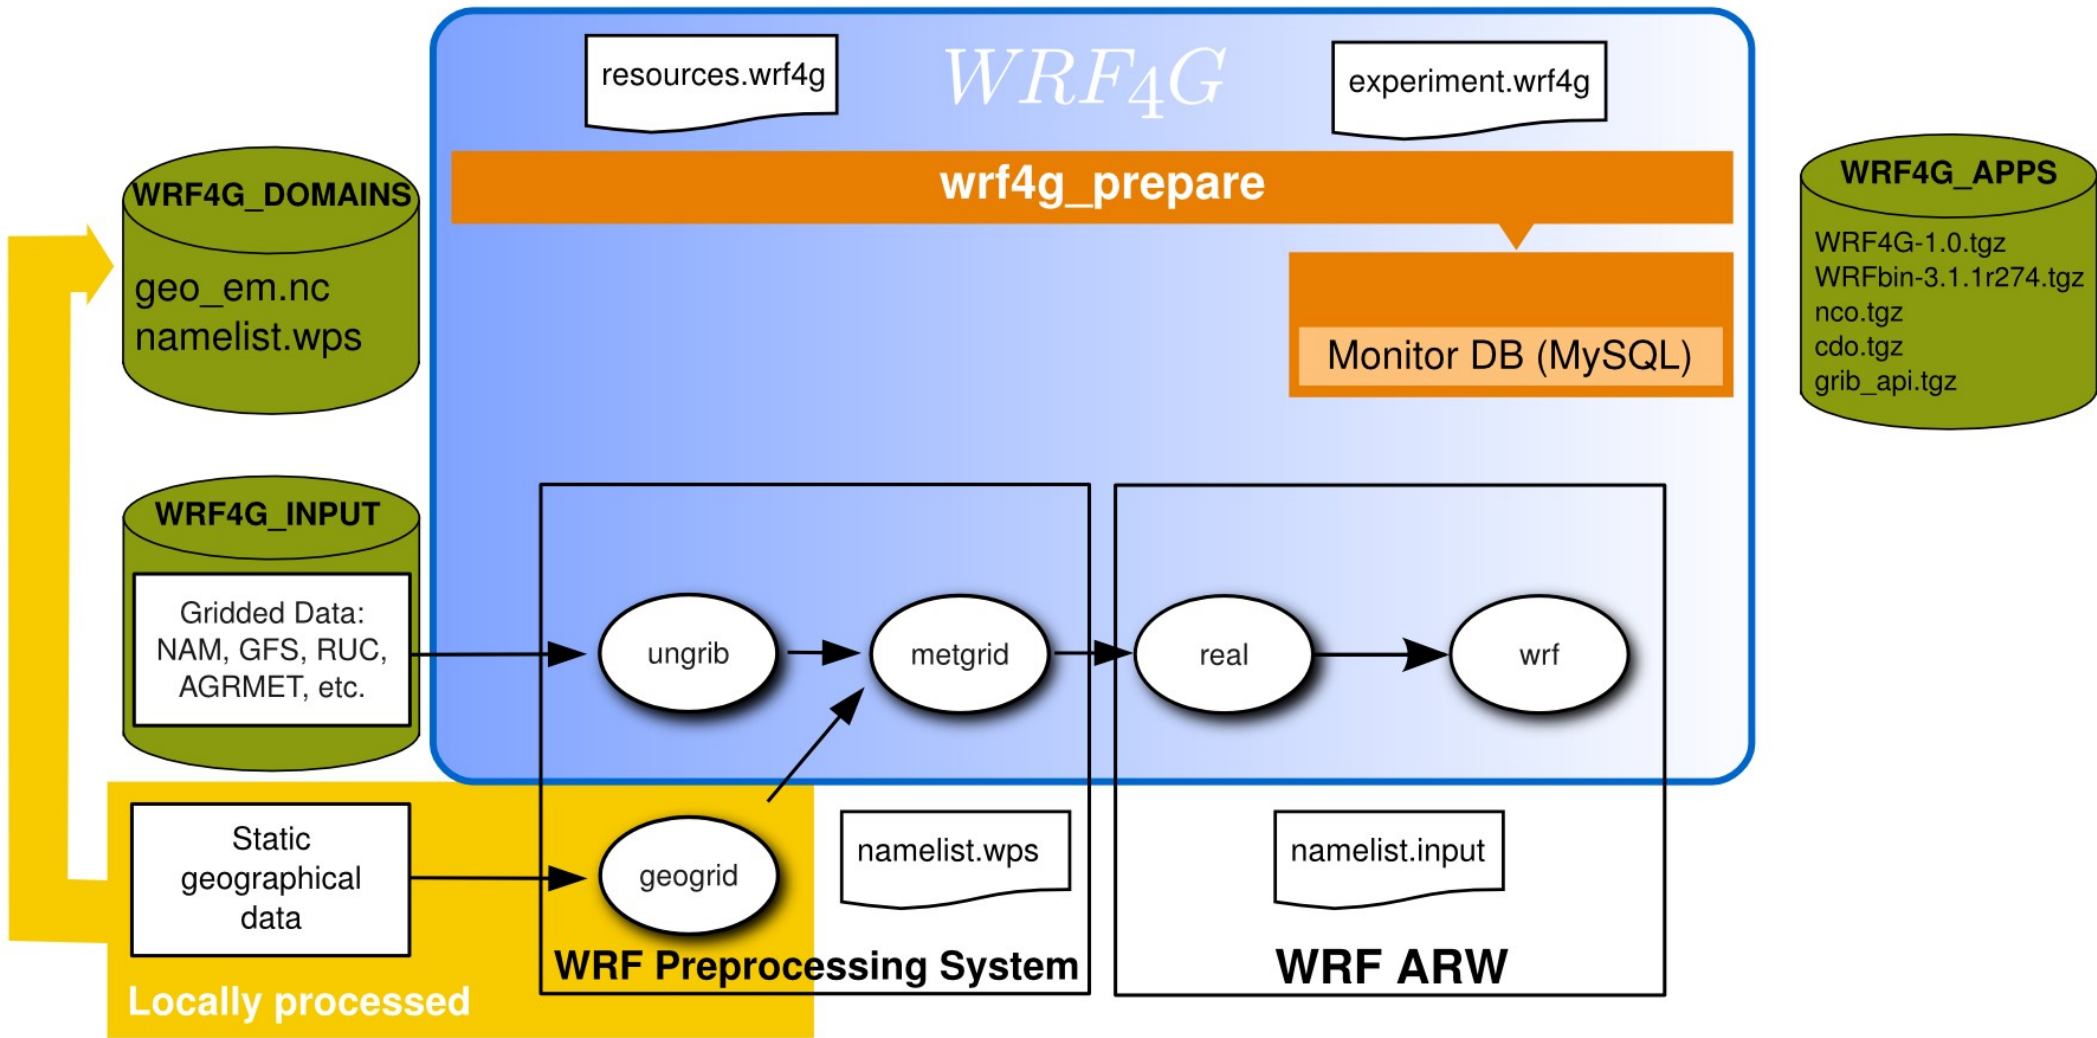 resources.wrf4g
WRF4G
experiment.wrf4g
wrf4g_prepare
WRF4G_DOMAINS
geo_em.nc
namelist.wps
WRF4G_APPS
WRF4G-1.0.tgz
WRFbin-3.1.1r274.tgz
nco.tgz
cdo.tgz
grib_api.tgz
Monitor DB (MySQL)
WRF4G_INPUT
Gridded Data:
NAM, GFS, RUC,
AGRMET, etc.
ungrib
metgrid
real
wrf
Static
geographical
data
geogrid
namelist.wps
namelist.input
WRF Preprocessing System
WRF ARW
Locally processed